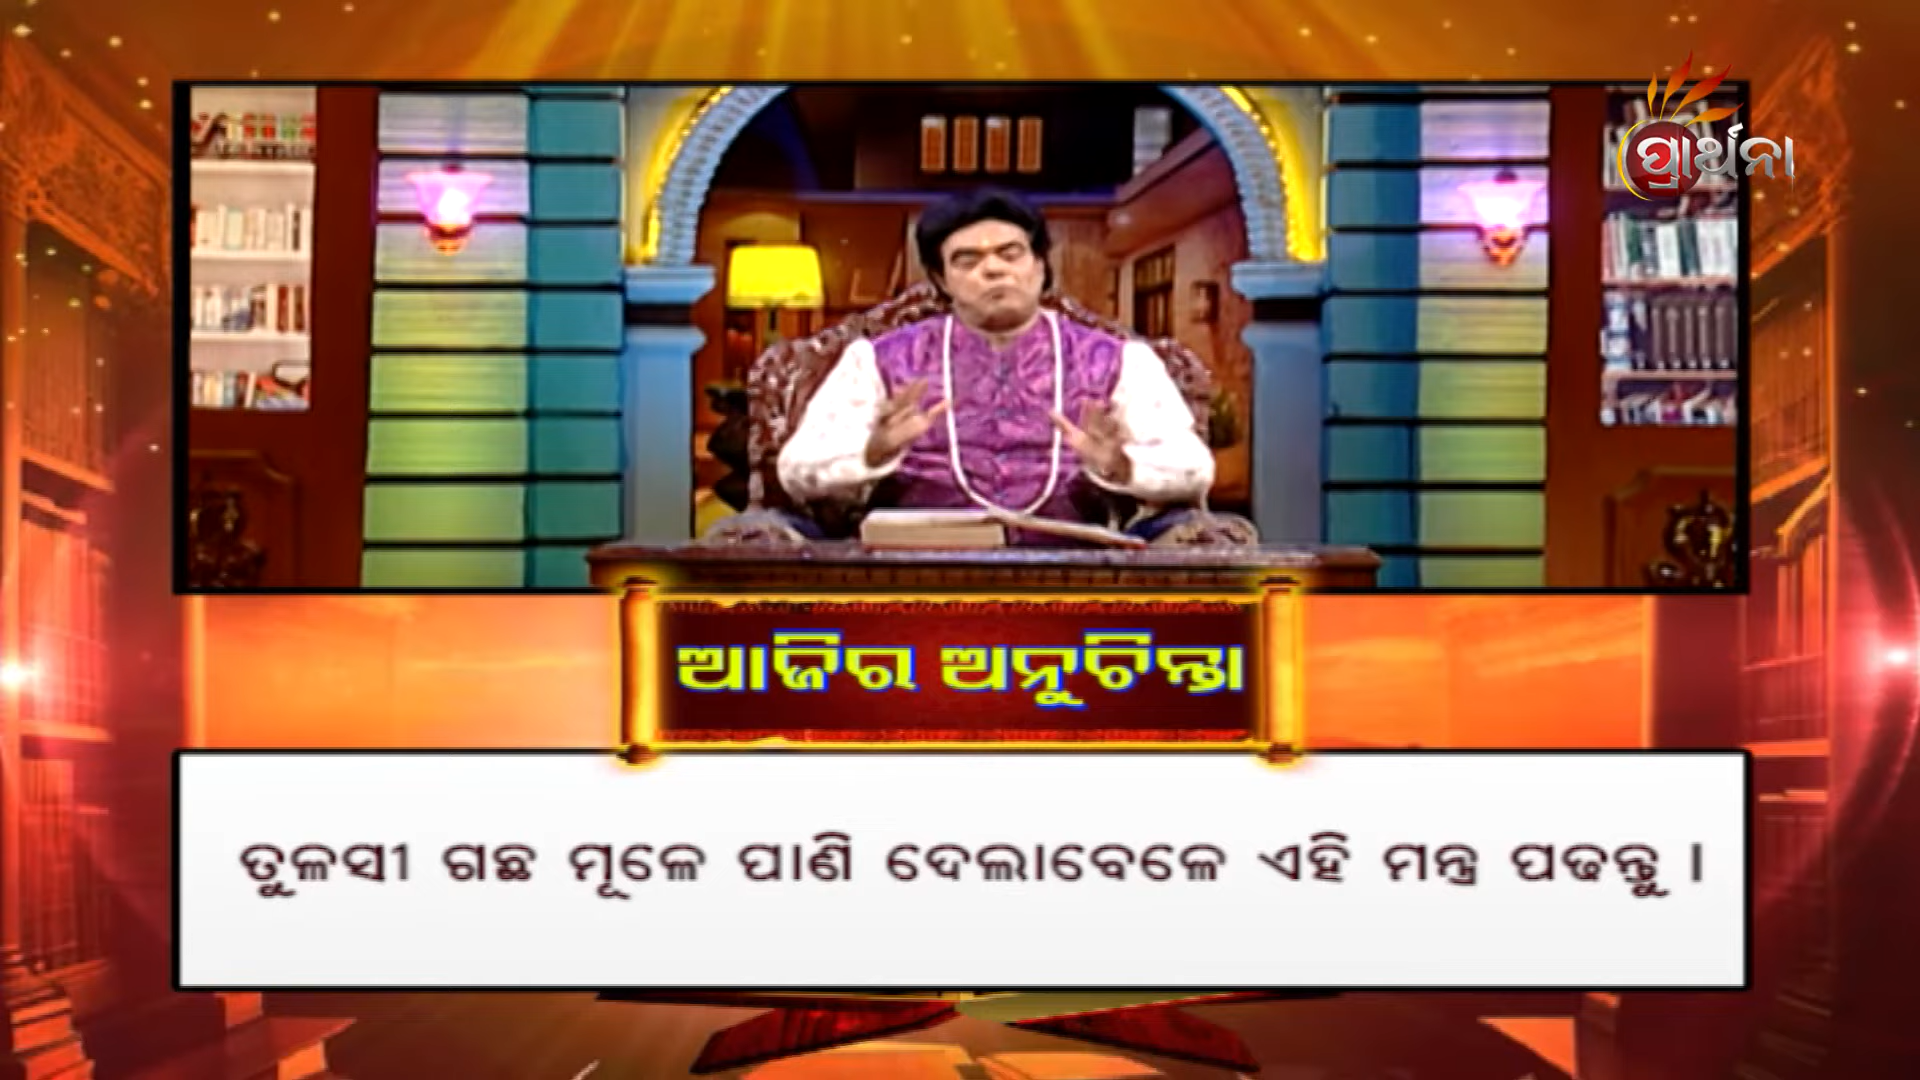 ପ୍ରାର୍ଥନା
ଆଜିର ଅନୁଚିନ୍ତା
ତୁଳସୀ ଗଛ ମୂଳେ ପାଣି ଦେଲାବେଳେ ଏହି ମନ୍ତ୍ର ପଢନ୍ତୁ ।